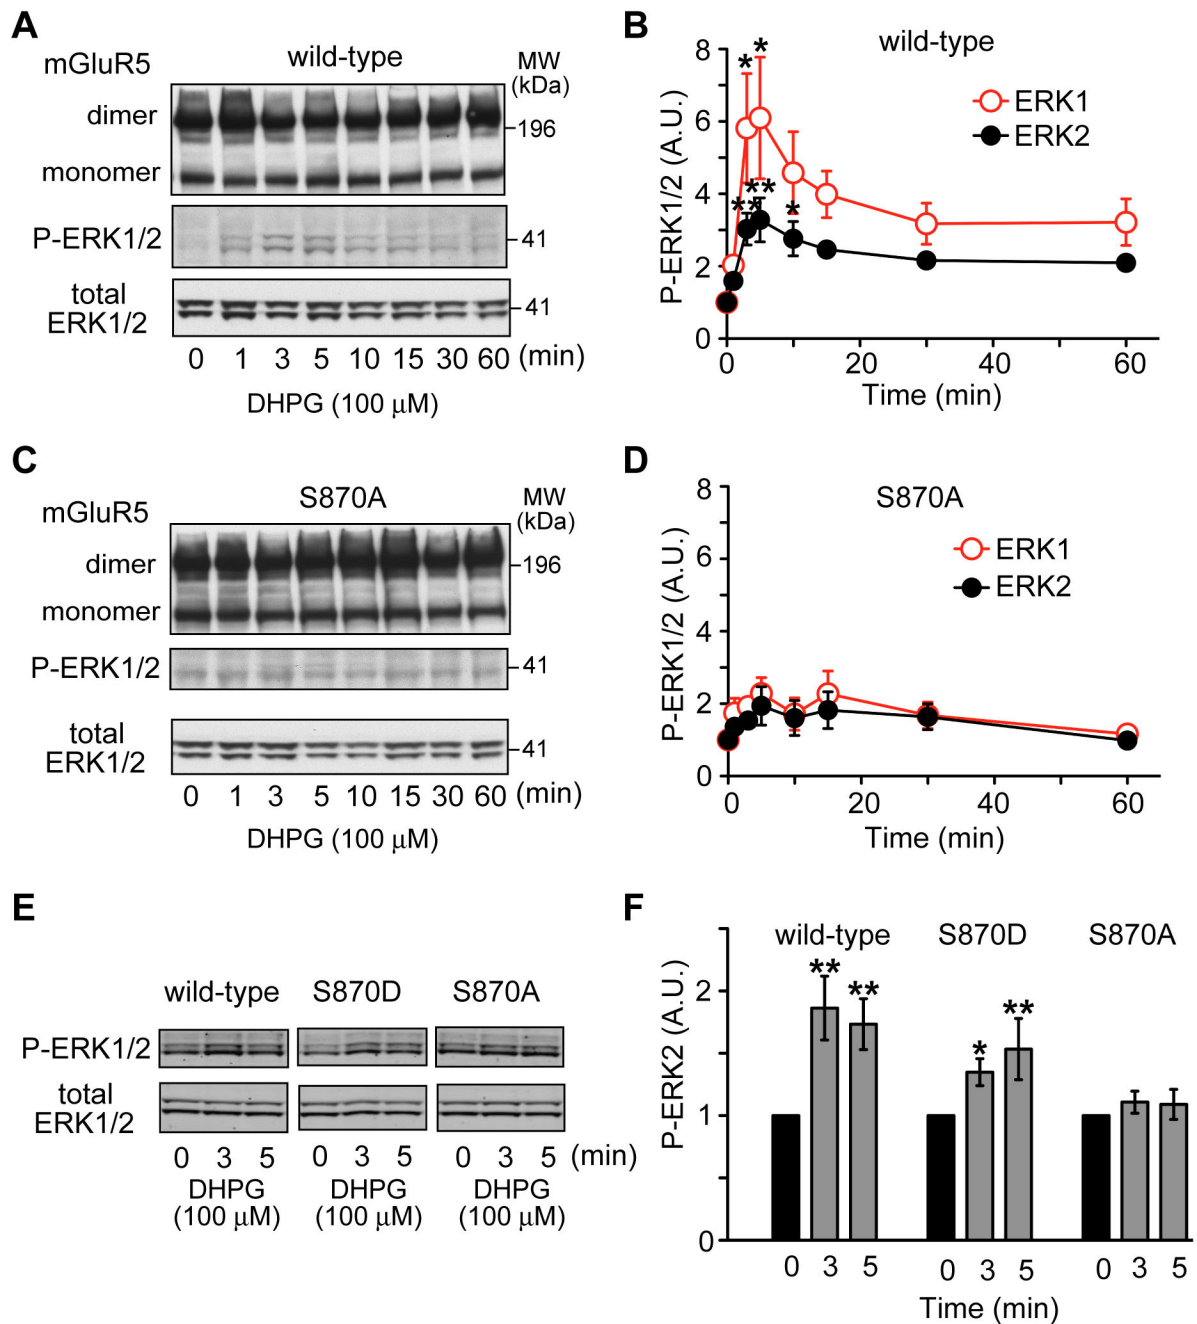 A
mGluR5
wild-type
MW
(kDa)
dimer
196
monomer
P-ERK1/2
41
total
ERK1/2
41
0 1 3 5 10 15 30 60 (min)
DHPG (100 μM)
B
wild-type
P-ERK1/2 (A.U.)
8
6
4
2
0
* *
** **
*
ERK1
ERK2
0 20 40 60
Time (min)
C
mGluR5
S870A
MW
(kDa)
dimer
196
monomer
P-ERK1/2
41
total
ERK1/2
41
0 1 3 5 10 15 30 60 (min)
DHPG (100 μM)
D
S870A
P-ERK1/2 (A.U.)
8
6
4
2
0
ERK1
ERK2
0 20 40 60
Time (min)
E
wild-type S870D S870A
P-ERK1/2
total
ERK1/2
0 3 5 0 3 5 0 3 5 (min)
DHPG DHPG DHPG
(100 μM) (100 μM) (100 μM)
F
wild-type S870D S870A
P-ERK2 (A.U.)
2
1
0
** ** * **
0 3 5 0 3 5 0 3 5
Time (min)